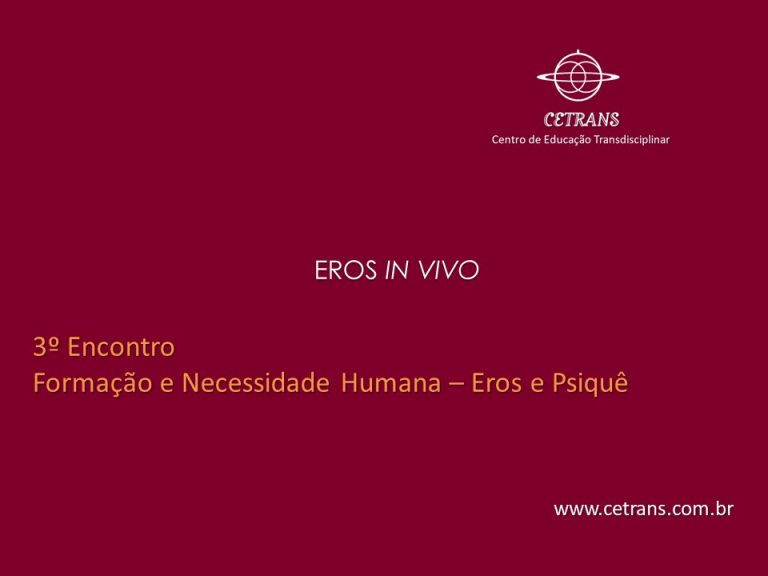 CETRANS
Centro de Educação Transdisciplinar
EROS IN VIVO
3º Encontro
Formação e Necessidade Humana – Eros e Psiquê
www.cetrans.com.br